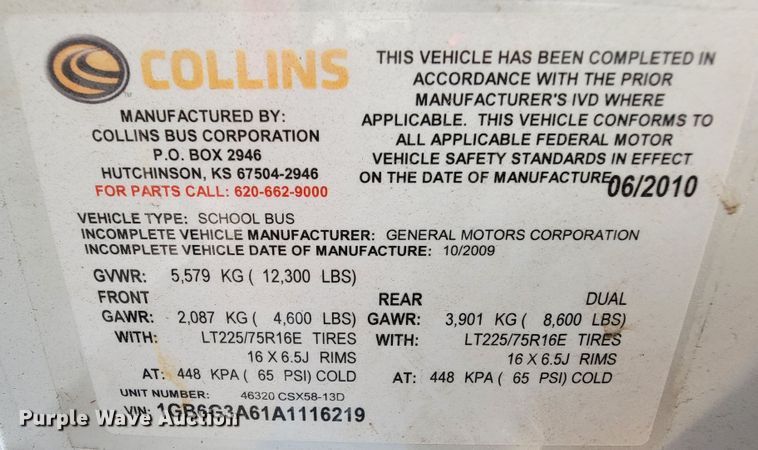 COLLINS
MANUFACTURED BY:
COLLINS BUS CORPORATION
P.O. BOX 2946
HUTCHINSON, KS 67504-2946
FOR PARTS CALL: 620-662-9000
THIS VEHICLE HAS BEEN COMPLETED IN
ACCORDANCE WITH THE PRIOR
MANUFACTURER'S IVD WHERE
APPLICABLE. THIS VEHICLE CONFORMS TO
ALL APPLICABLE FEDERAL MOTOR
VEHICLE SAFETY STANDARDS IN EFFECT
ON THE DATE OF MANUFACTURE 06/2010
VEHICLE TYPE: SCHOOL BUS
INCOMPLETE VEHICLE MANUFACTURER: GENERAL MOTORS CORPORATION
INCOMPLETE VEHICLE DATE OF MANUFACTURE: 10/2009
GVWR: 5,579 KG ( 12,300 LBS)
FRONT
GAWR: 2,087 KG ( 4,600 LBS)
WITH: LT225/75R16E TIRES
16 X 6.5J RIMS
AT: 448 KPA ( 65 PSI) COLD
REAR DUAL
GAWR: 3,901 KG ( 8,600 LBS)
WITH: LT225/75R16E TIRES
16 X 6.5J RIMS
AT: 448 KPA ( 65 PSI) COLD
UNIT NUMBER: 46320 CSX58-13D
VIN: 1GB6G3A61A1116219
Purple Wave Auction